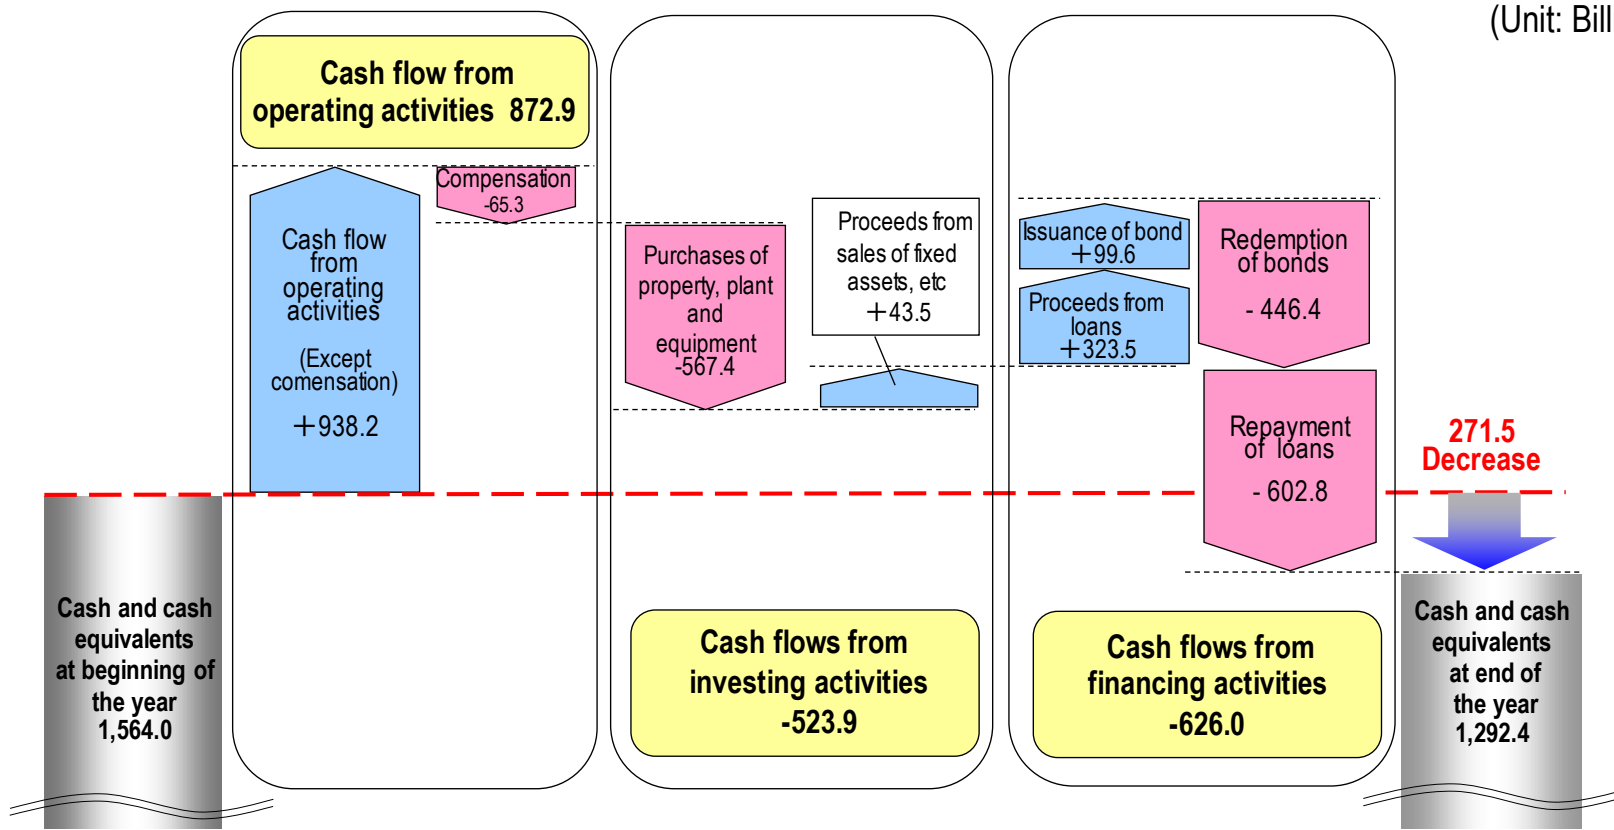 (Unit: Bill
Cash flow from
operating activities 872.9
Compensation
-65.3
Cash flow
from
operating
activities
(Except
comensation)
＋938.2
Purchases of
property, plant
and
equipment
-567.4
Proceeds from
sales of fixed
assets, etc
＋43.5
Issuance of bond
＋99.6
Proceeds from
loans
＋323.5
Redemption
of bonds
- 446.4
Repayment
of loans
- 602.8
271.5
Decrease
Cash and cash
equivalents
at beginning of
the year
1,564.0
Cash flows from
investing activities
-523.9
Cash flows from
financing activities
-626.0
Cash and cash
equivalents
at end of
the year
1,292.4